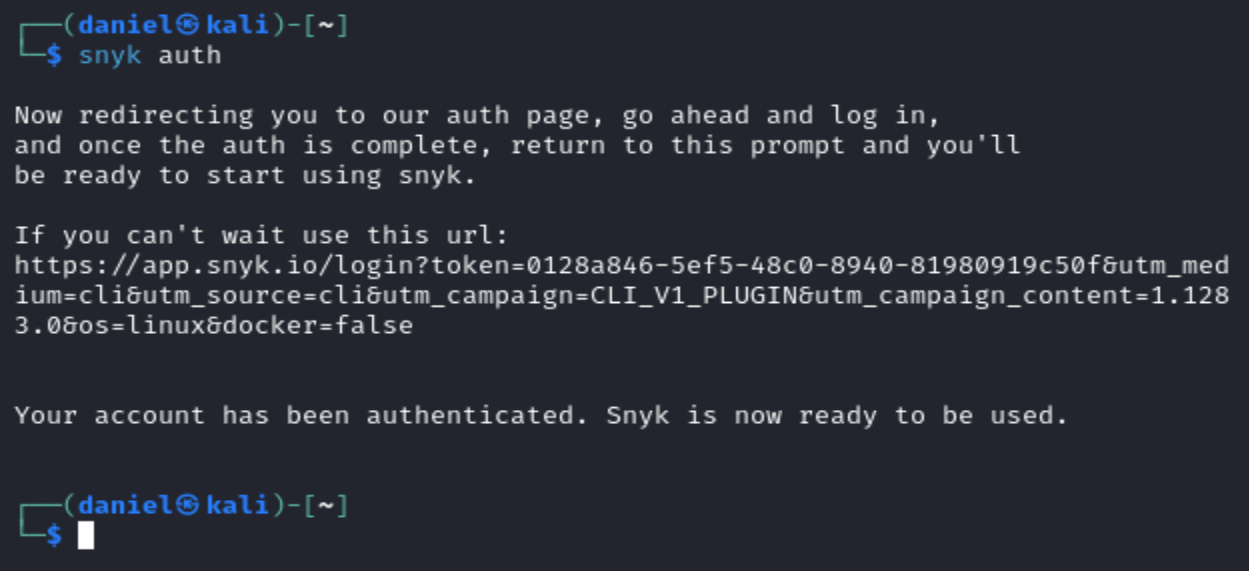 ┌──(daniel㉿kali)-[~]
└─$ snyk auth
Now redirecting you to our auth page, go ahead and log in,
and once the auth is complete, return to this prompt and you'll
be ready to start using snyk.
If you can't wait use this url:
https://app.snyk.io/login?token=0128a846-5ef5-48c0-8940-81980919c50f&utm_med
ium=cli&utm_source=cli&utm_campaign=CLI_V1_PLUGIN&utm_campaign_content=1.128
3.0&os=linux&docker=false
Your account has been authenticated. Snyk is now ready to be used.
┌──(daniel㉿kali)-[~]
└─$